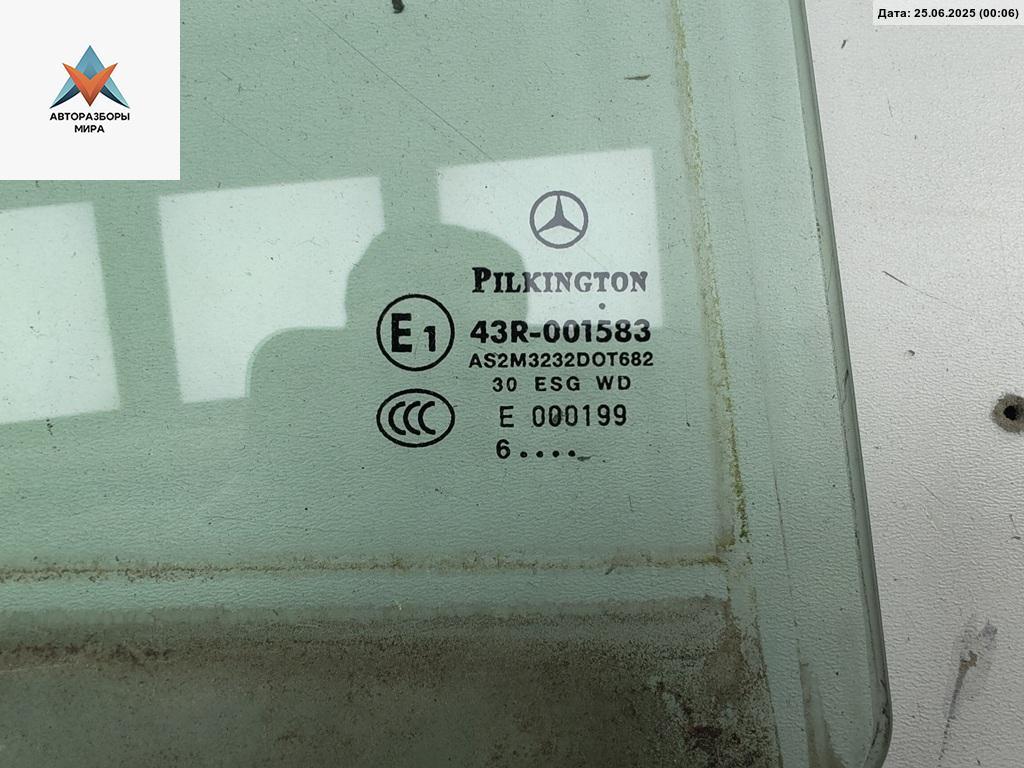 Дата: 25.06.2025 (00:06)
АВТОРАЗБОРЫ
МИРА
PILKINGTON
E1
43R-001583
AS2M3232DOT682
30 ESG WD
CCC
E 000199
6....